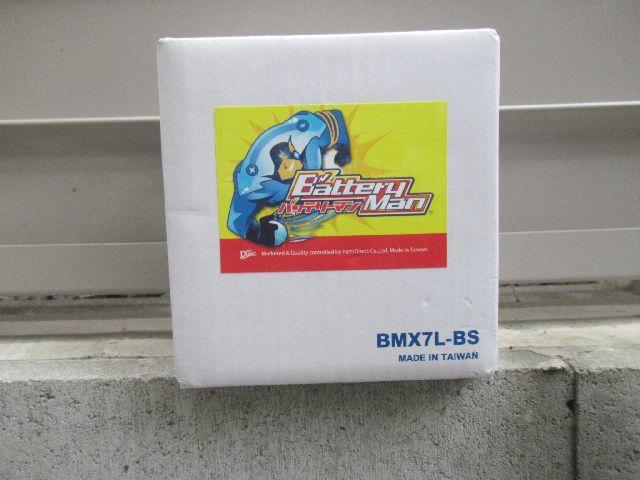 Battery
バッテリーマン Man
Marketed & Quality controlled by PartsDirect Co.,Ltd. Made in Taiwan.
BMX7L-BS
MADE IN TAIWAN